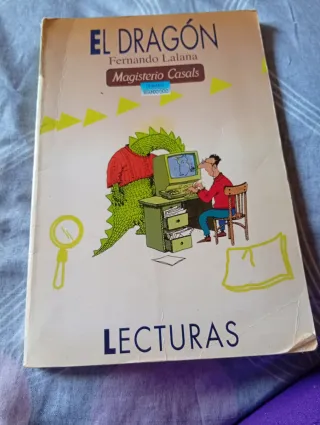 EL DRAGÓN
Fernando Lalana
Magisterio Casals
LECTURAS